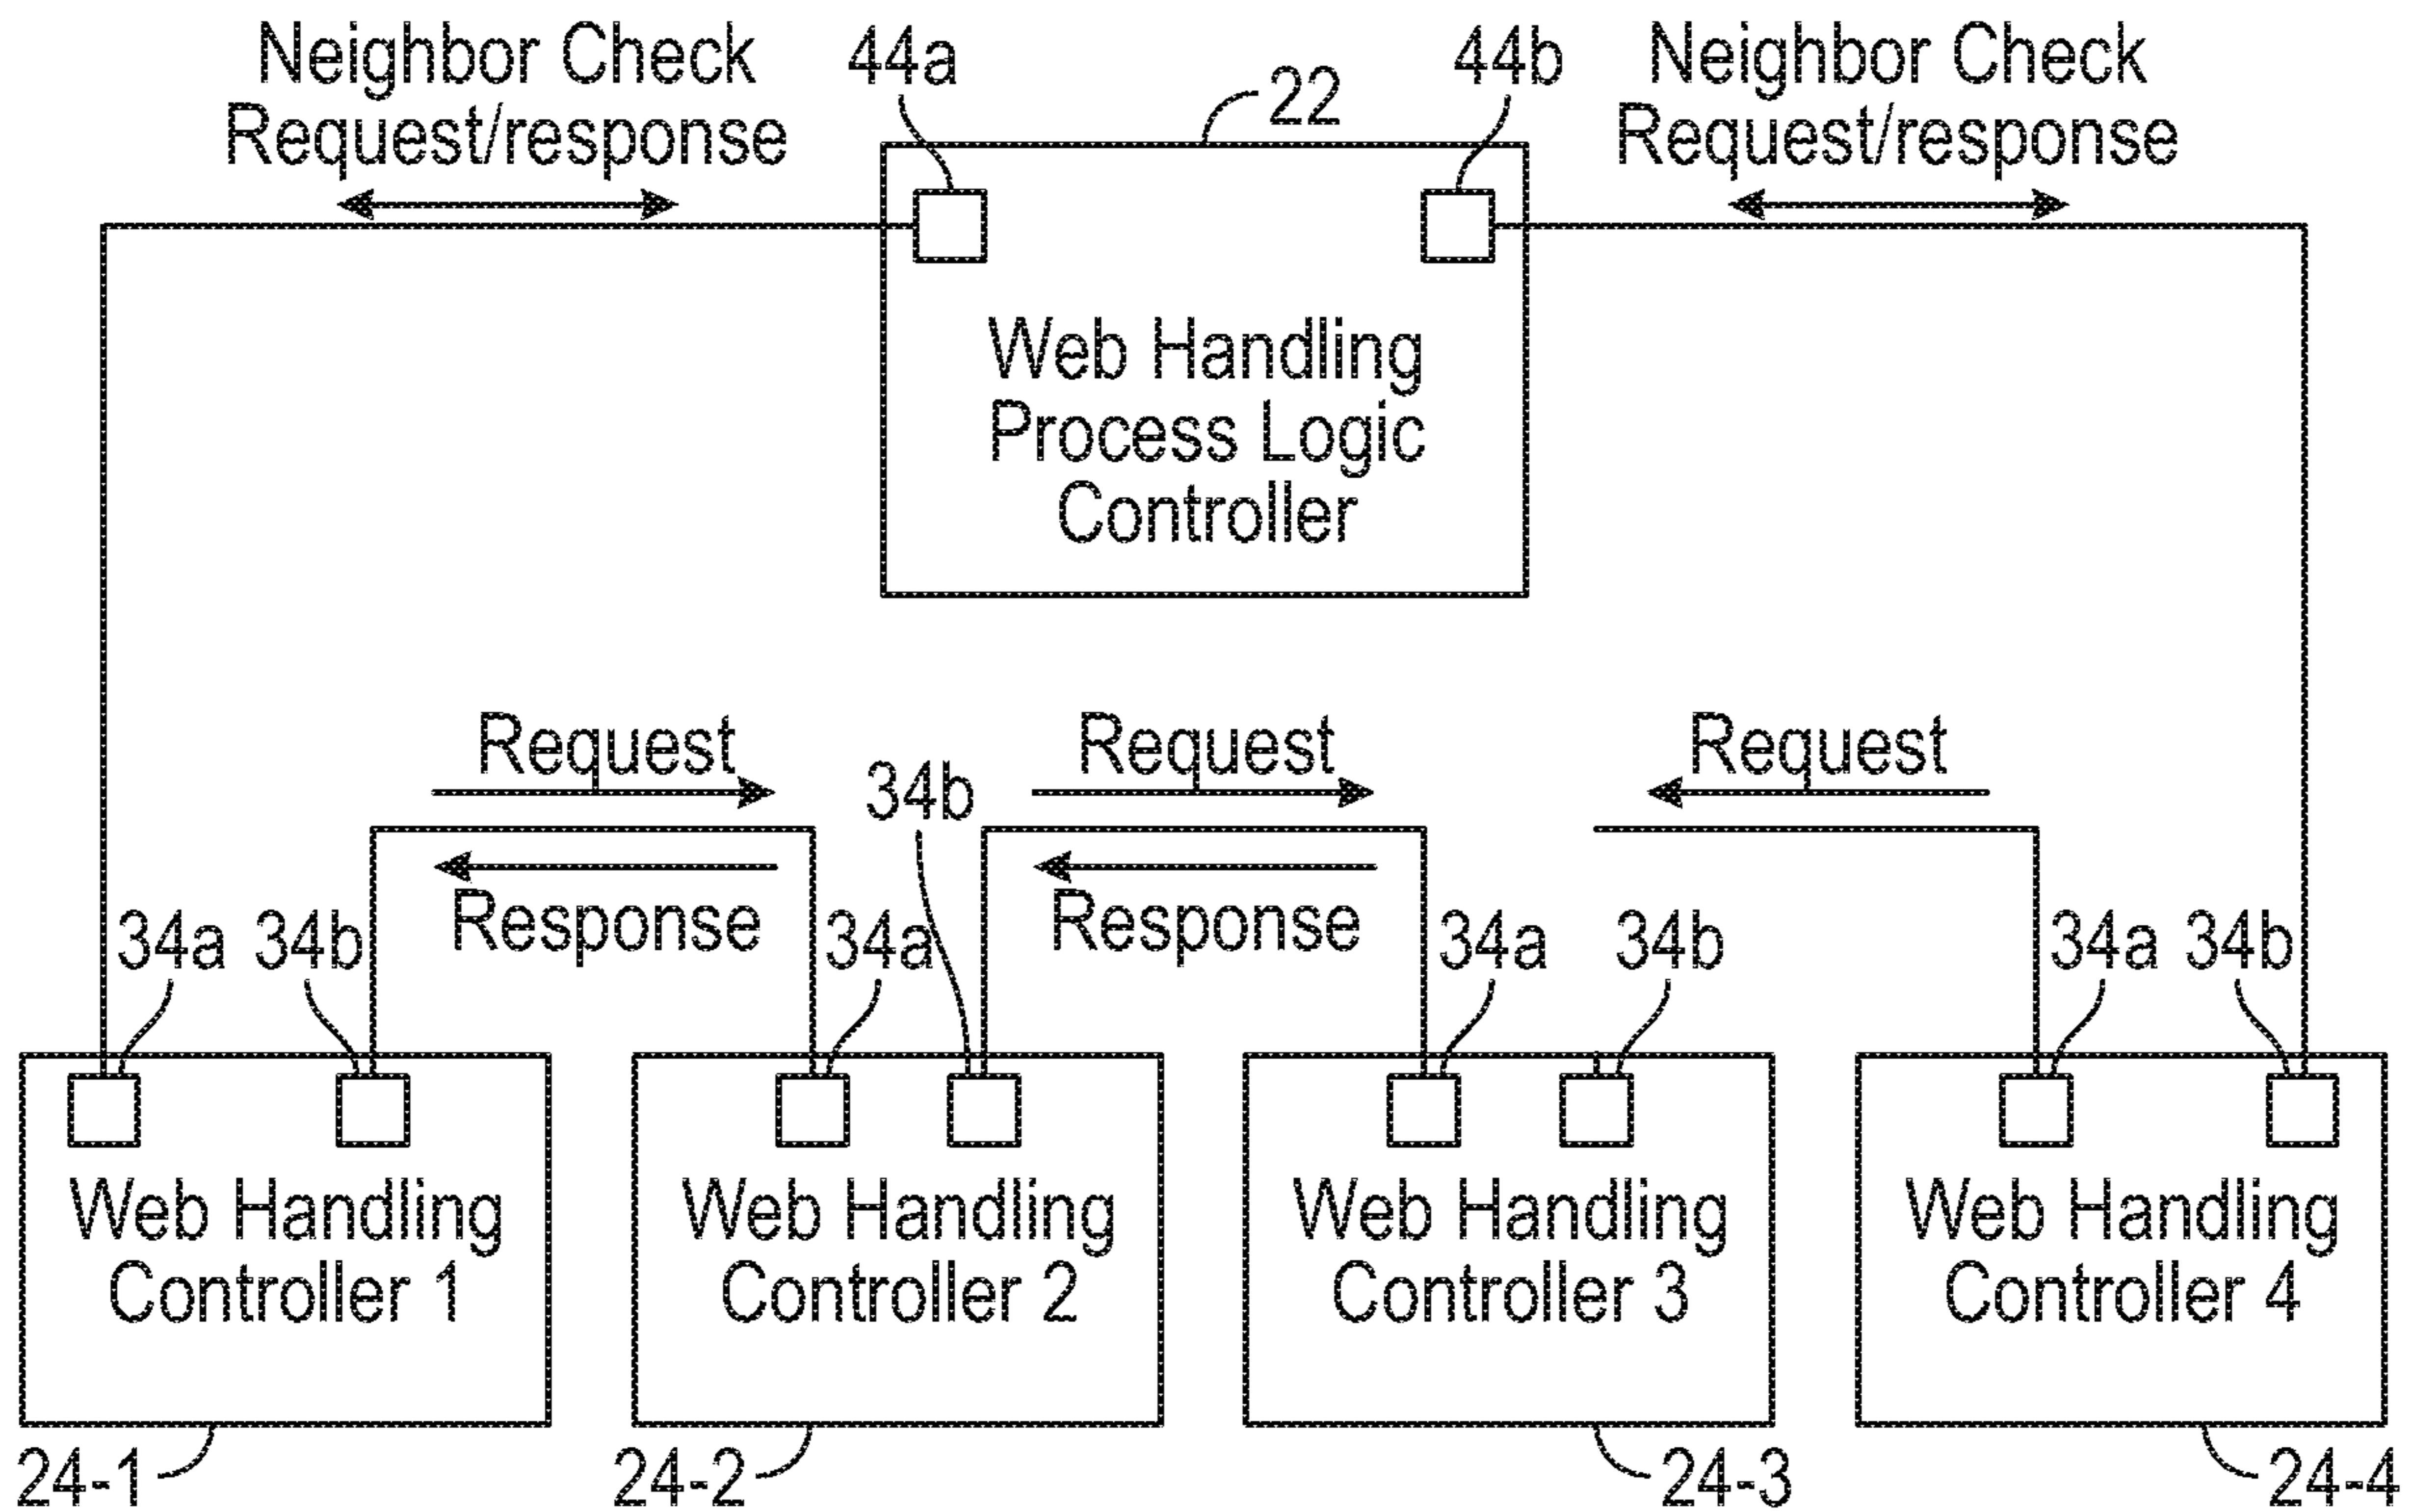 Neighbor Check
Request/response
44a
22
44b
Neighbor Check
Request/response
Web Handling
Process Logic
Controller
Request
Request
Request
34b
Response
Response
34a
34b
34a
34a
34b
34a
34b
Web Handling
Controller 1
Web Handling
Controller 2
Web Handling
Controller 3
Web Handling
Controller 4
24-1
24-2
24-3
24-4